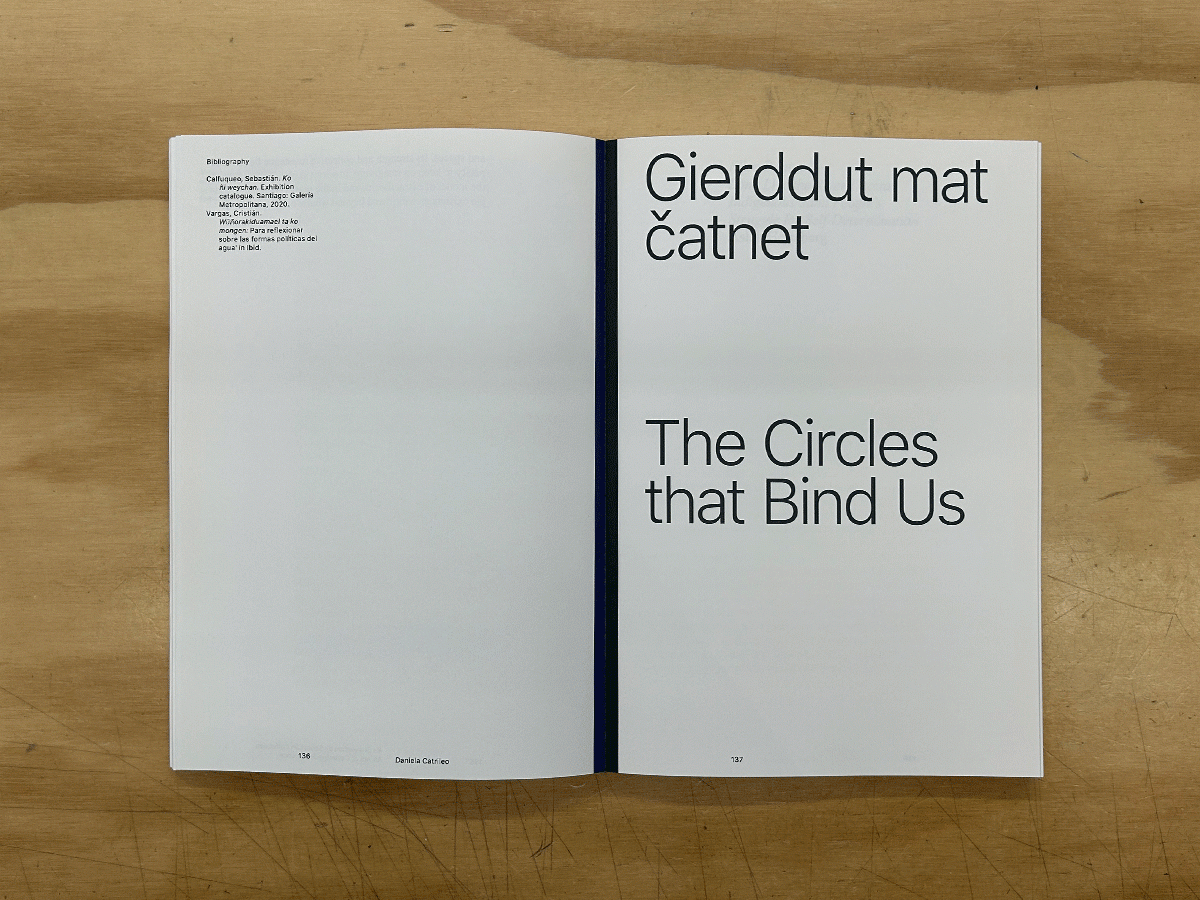 Bibliography
Calfuqueo, Sebastián. Ko
ñi weychan. Exhibition
catalogue. Santiago: Galería
Metropolitana, 2020.
Vargas, Cristián.
Wiñorakiduamael ta ko
mongen: Para reflexionar
sobre las formas políticas del
agua' in Ibid.
136
Daniela Catrileo
Gierddut mat
čatnet
The Circles
that Bind Us
137